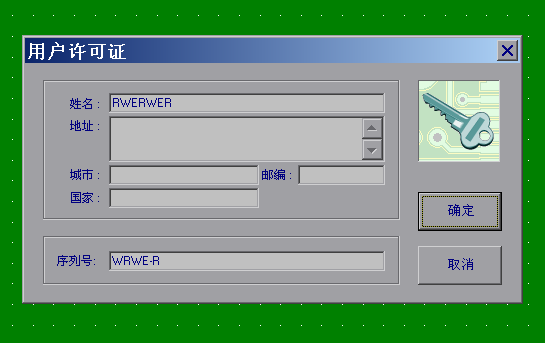 用户许可证
姓名： RWERWER
地址：
城市： 邮编：
国家：
确定
序列号： WRWE-R
取消